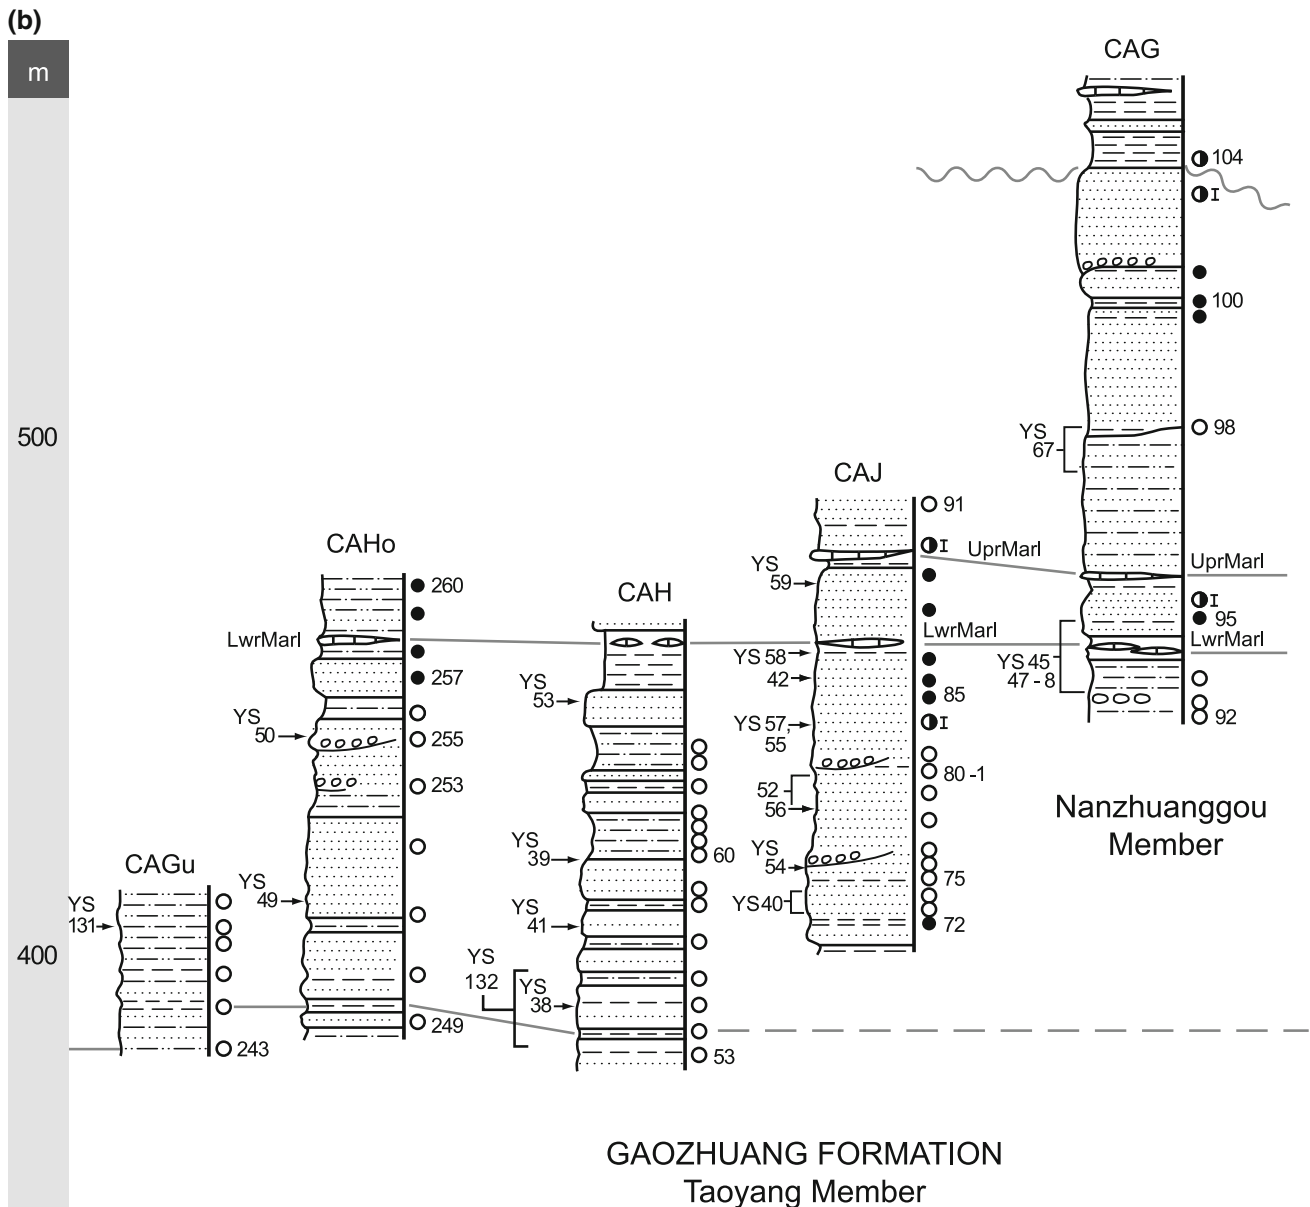 (b)
m
500
400
CAGu
YS
131
243
CAHo
LwrMarl
YS
50
YS
49
260
257
255
253
249
CAH
YS
53
YS
39
YS
41
YS
132
YS
38
60
53
CAJ
YS
59
YS 58
42
YS 57,
55
52
56
YS
54
YS40
91
I
UprMarl
LwrMarl
85
I
80 -1
75
72
CAG
YS
67
YS 45
47 - 8
104
I
100
98
UprMarl
I
95
LwrMarl
92
Nanzhuanggou
Member
GAOZHUANG FORMATION
Taoyang Member